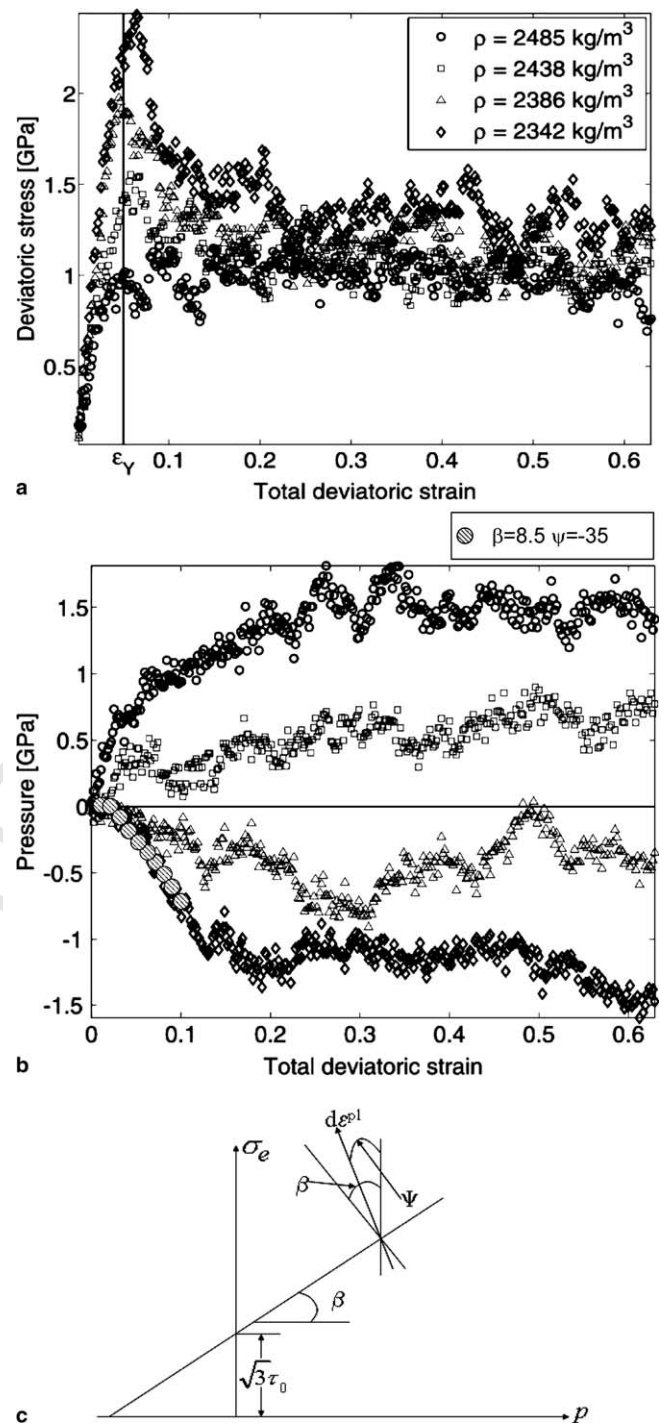 ρ = 2485 kg/m³
ρ = 2438 kg/m³
ρ = 2386 kg/m³
ρ = 2342 kg/m³
Deviatoric stress [GPa]
2
1.5
1
0.5
ε_Y 0.1 0.2 0.3 0.4 0.5 0.6
Total deviatoric strain
a
β=8.5 ψ=-35
Pressure [GPa]
1.5
1
0.5
0
-0.5
-1
-1.5
0 0.1 0.2 0.3 0.4 0.5 0.6
Total deviatoric strain
b
dε^pl
σ_e
β
Ψ
β
√3τ_0
p
c